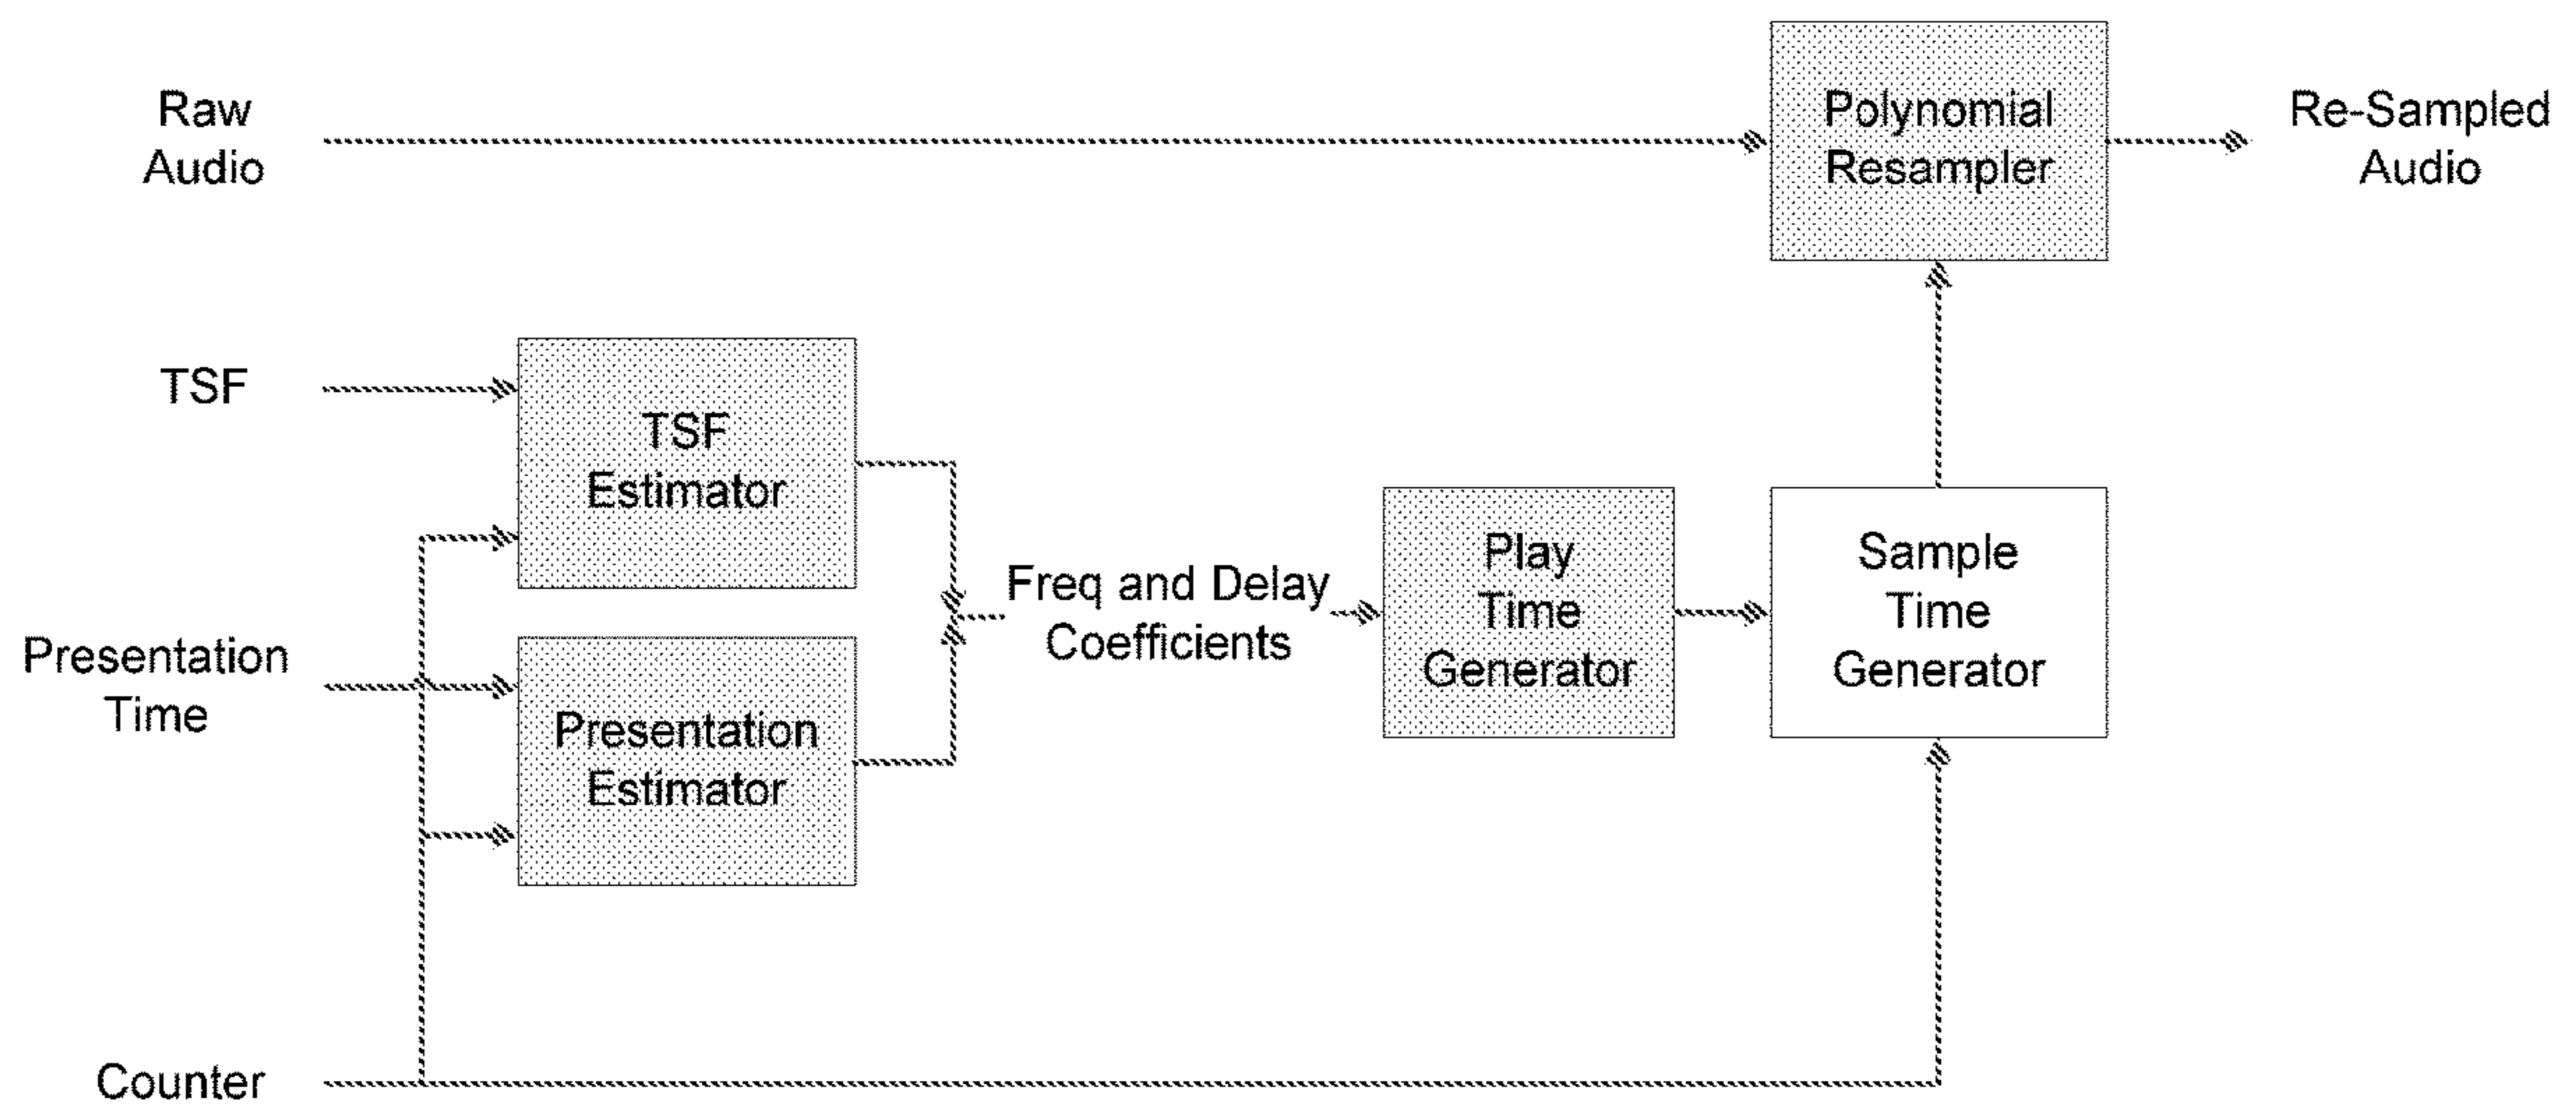 Raw
Audio
Polynomial
Resampler
Re-Sampled
Audio
TSF
TSF
Estimator
Presentation
Time
Presentation
Estimator
Freq and Delay
Coefficients
Play
Time
Generator
Sample
Time
Generator
Counter